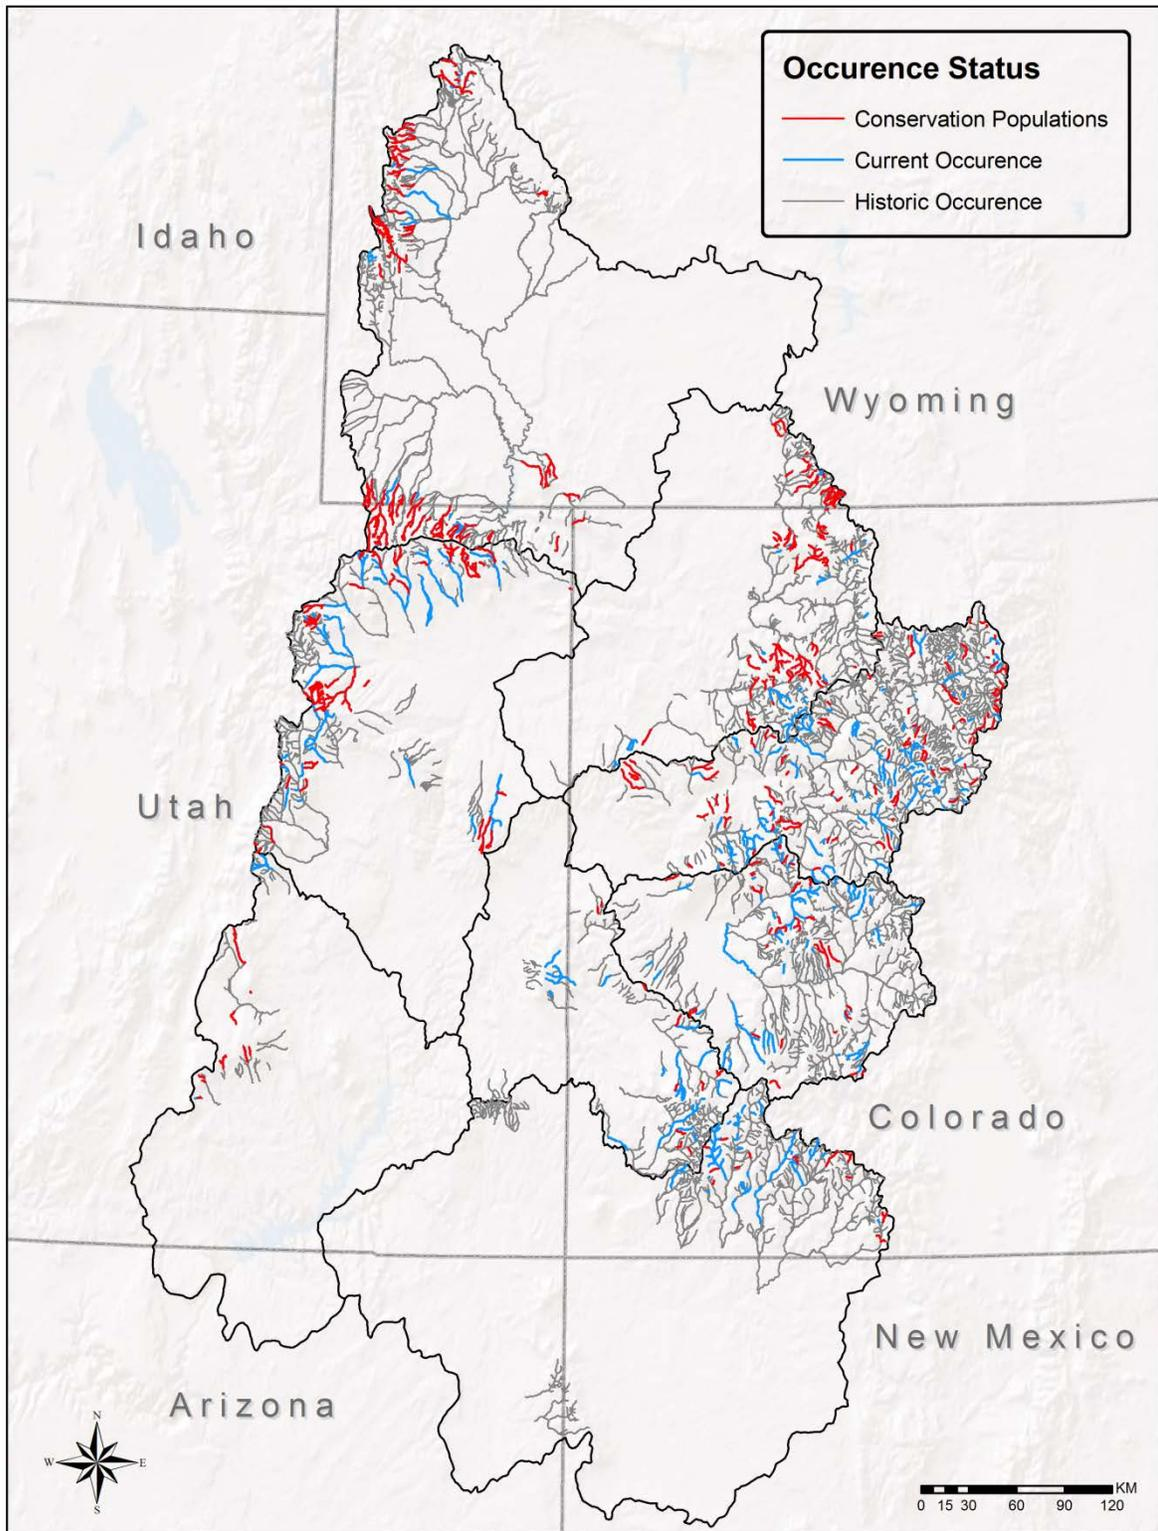 Occurence Status
Conservation Populations
Current Occurence
Historic Occurence
Idaho
Wyoming
Utah
Colorado
New Mexico
Arizona
N
W E
S
KM
0 15 30 60 90 120